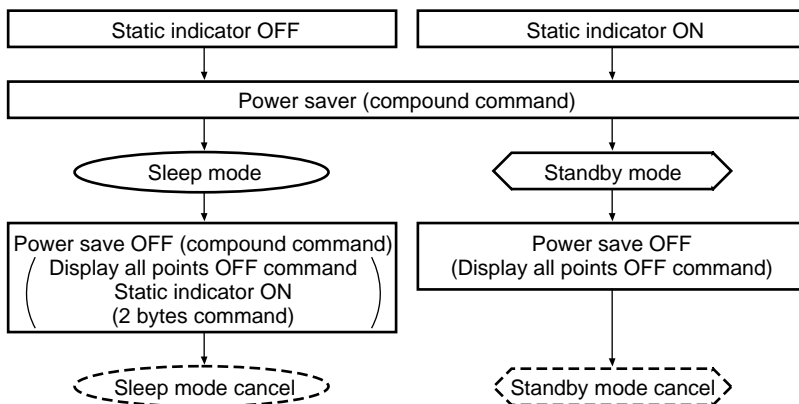 Static indicator OFF
Static indicator ON
Power saver (compound command)
Sleep mode
Standby mode
Power save OFF (compound command)
Display all points OFF command
Static indicator ON
(2 bytes command)
Power save OFF
(Display all points OFF command)
Sleep mode cancel
Standby mode cancel